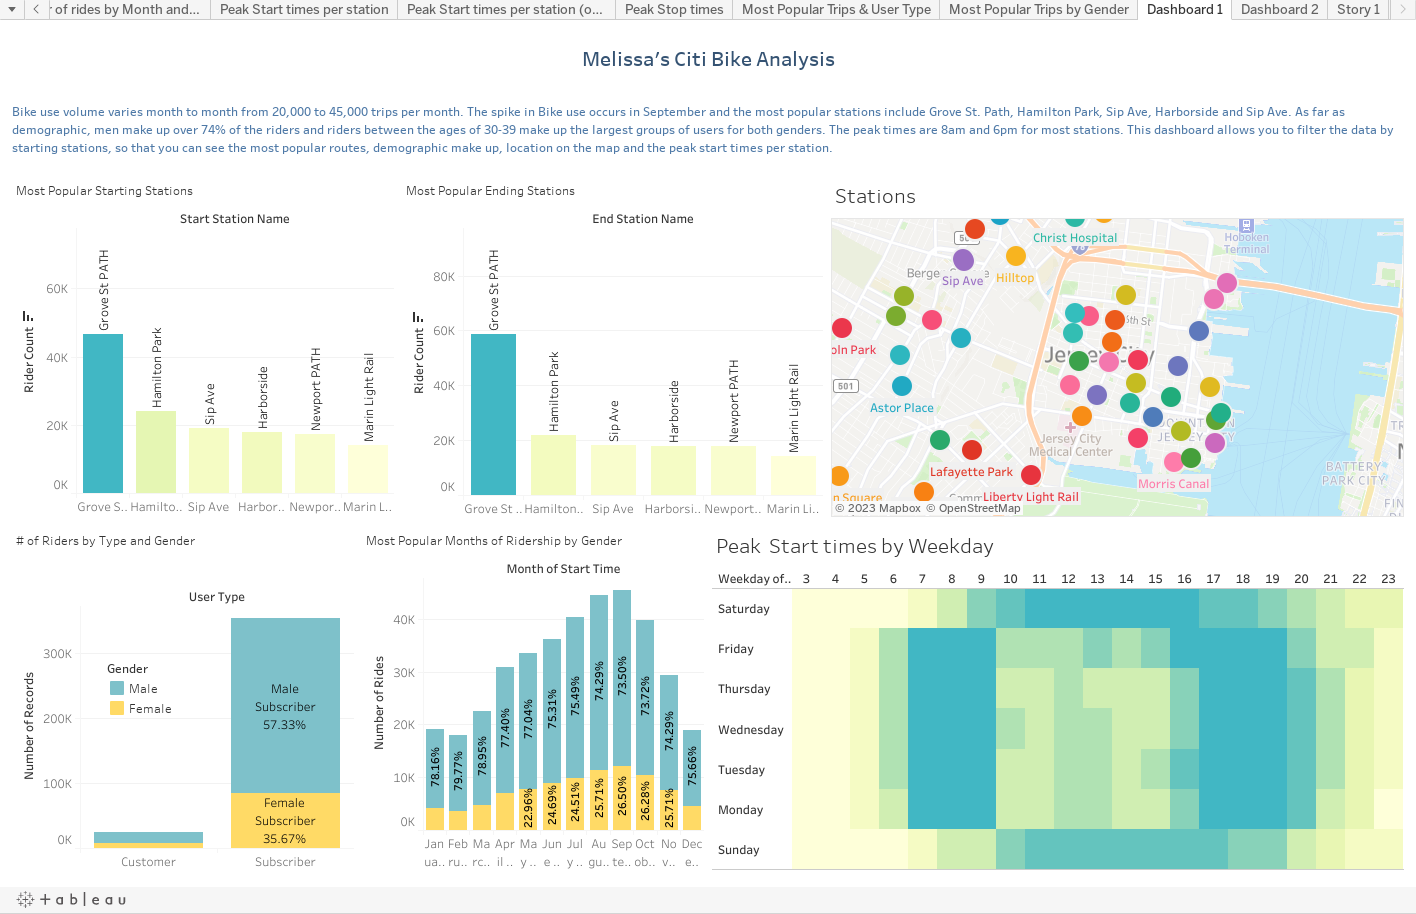 of rides by Month and...
Peak Start times per station
Peak Start times per station (o...
Peak Stop times
Most Popular Trips & User Type
Most Popular Trips by Gender
Dashboard 1
Dashboard 2
Story 1
Melissa's Citi Bike Analysis
Bike use volume varies month to month from 20,000 to 45,000 trips per month. The spike in Bike use occurs in September and the most popular stations include Grove St. Path, Hamilton Park, Sip Ave, Harborside and Sip Ave. As far as
demographic, men make up over 74% of the riders and riders between the ages of 30-39 make up the largest groups of users for both genders. The peak times are 8am and 6pm for most stations. This dashboard allows you to filter the data by
starting stations, so that you can see the most popular routes, demographic make up, location on the map and the peak start times per station.
Most Popular Starting Stations
Start Station Name
Rider Count
60K
40K
20K
0K
Grove St PATH
Hamilton Park
Sip Ave
Harborside
Newport PATH
Marin Light Rail
Grove S..
Hamilto..
Sip Ave
Harbor..
Newpor..
Marin L..
Most Popular Ending Stations
End Station Name
Rider Count
80K
60K
40K
20K
0K
Grove St PATH
Hamilton Park
Sip Ave
Harborside
Newport PATH
Marin Light Rail
Grove St ..
Hamilton..
Sip Ave
Harborsi..
Newport..
Marin Li..
Stations
Christ Hospital
Hoboken
Terminal
78
Sip Ave
Hilltop
5th St
oln Park
Jersey City
501
Astor Place
DOWNTOWN
JERSEY CITY
Jersey City
Medical Center
Lafayette Park
Morris Canal
BATTERY
PARK CITY
TR
FIN
Liberty Light Rail
n Square
Comm
© 2023 Mapbox © OpenStreetMap
# of Riders by Type and Gender
User Type
Number of Records
300K
200K
100K
0K
Gender
Male
Female
Male
Subscriber
57.33%
Female
Subscriber
35.67%
Customer
Subscriber
Most Popular Months of Ridership by Gender
Month of Start Time
Number of Rides
40K
30K
20K
10K
0K
78.16%
79.77%
78.95%
77.40%
77.04%
75.31%
75.49%
74.29%
73.50%
73.72%
74.29%
75.66%
22.96%
24.69%
24.51%
25.71%
26.50%
26.28%
25.71%
Jan Feb Ma Apr Ma Jun Jul Au Sep Oct No Dec
ua.. ru.. rc.. il .. y .. e .. y .. gu.. te.. ob.. v.. e..
Peak Start times by Weekday
Weekday of.. 3 4 5 6 7 8 9 10 11 12 13 14 15 16 17 18 19 20 21 22 23
Saturday
Friday
Thursday
Wednesday
Tuesday
Monday
Sunday
+ a b | e a u